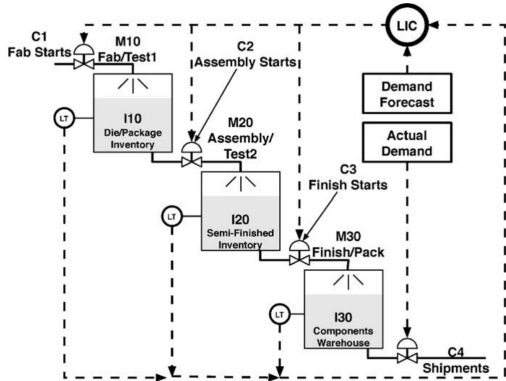 C1
Fab Starts
M10
Fab/Test1
C2
Assembly Starts
LIC
Demand
Forecast
Actual
Demand
LT
I10
Die/Package
Inventory
M20
Assembly/
Test2
C3
Finish Starts
LT
I20
Semi-Finished
Inventory
M30
Finish/Pack
LT
I30
Components
Warehouse
C4
Shipments